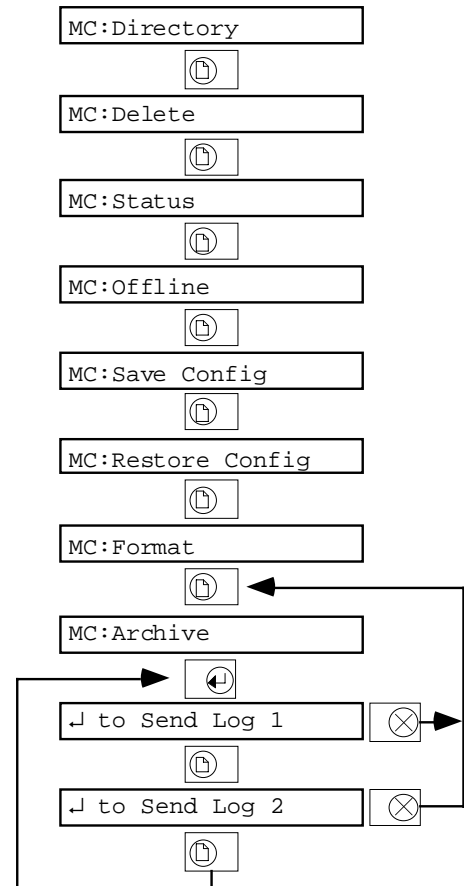 MC:Directory
MC:Delete
MC:Status
MC:Offline
MC:Save Config
MC:Restore Config
MC:Format
MC:Archive
↵ to Send Log 1
↵ to Send Log 2